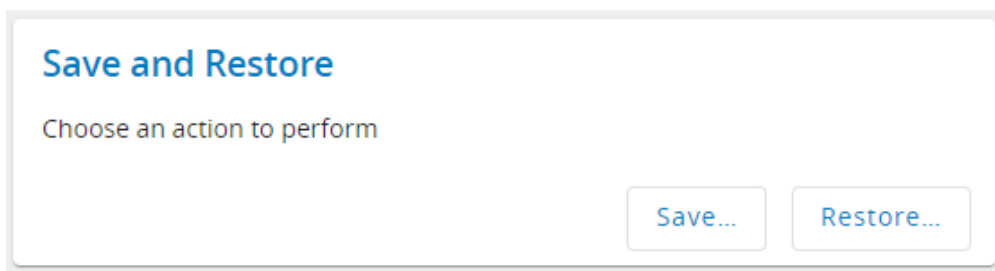 Save and Restore
Choose an action to perform
Save... Restore...